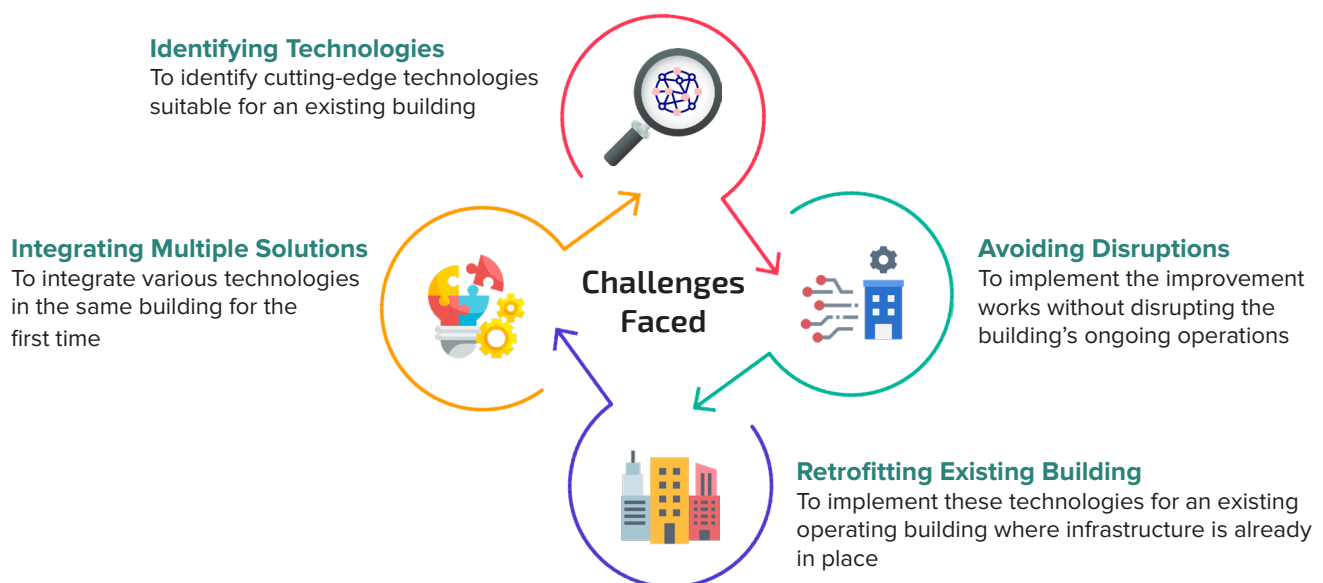 Identifying Technologies
To identify cutting-edge technologies
suitable for an existing building
Integrating Multiple Solutions
To integrate various technologies
in the same building for the
first time
Challenges
Faced
Avoiding Disruptions
To implement the improvement
works without disrupting the
building’s ongoing operations
Retrofitting Existing Building
To implement these technologies for an existing
operating building where infrastructure is already
in place